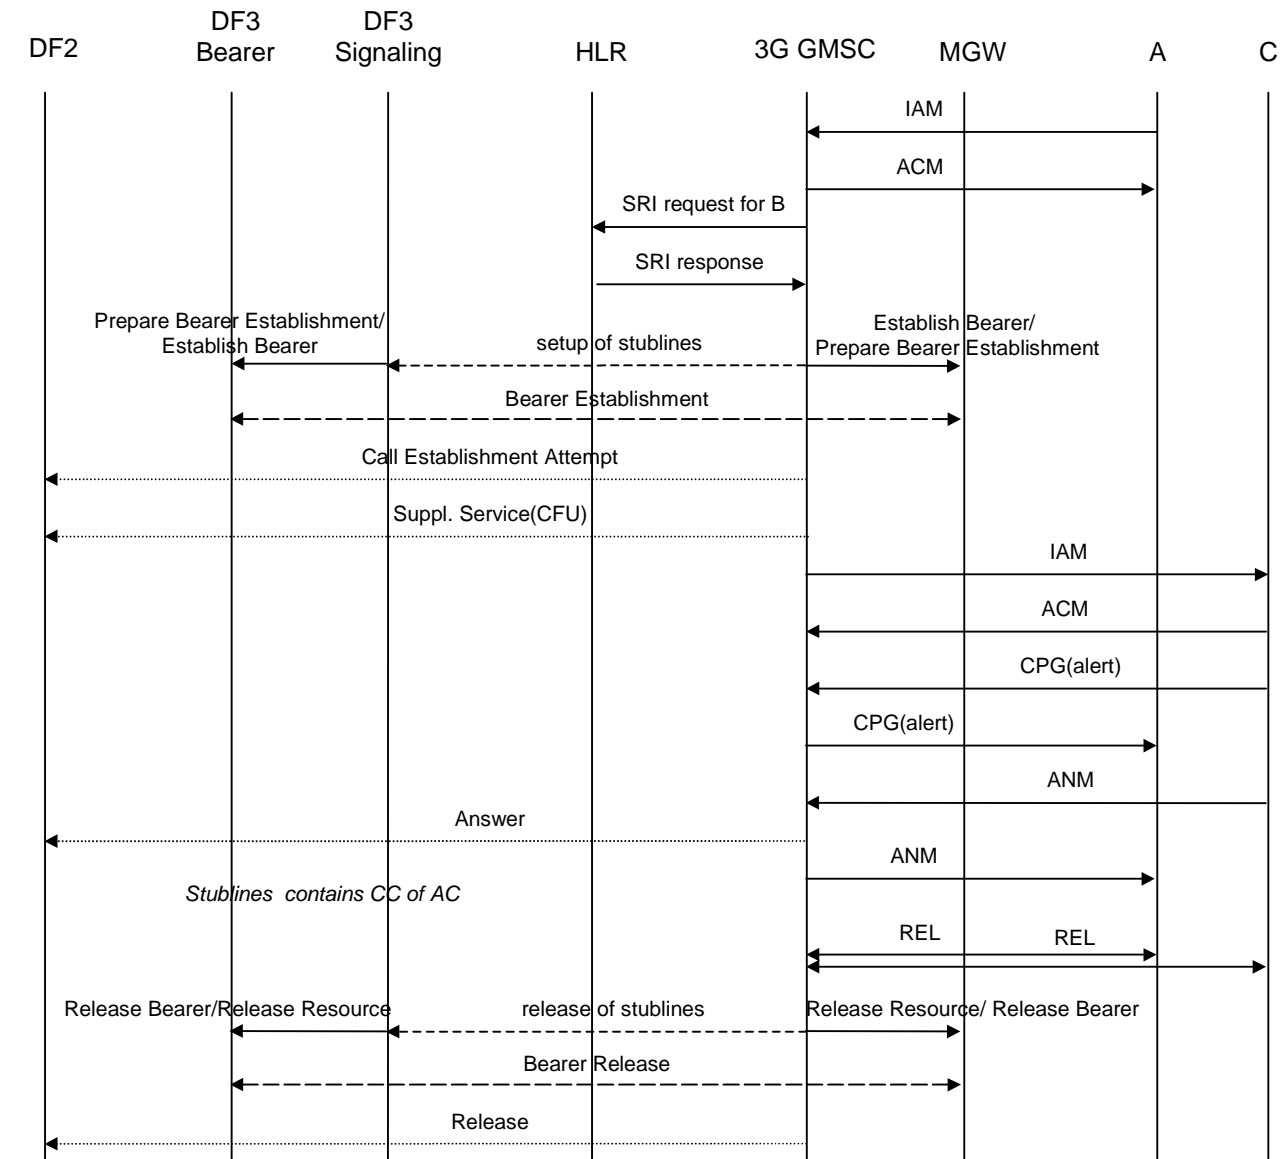 DF2
DF3
Bearer
DF3
Signaling
HLR
3G GMSC
MGW
A
C
IAM
ACM
SRI request for B
SRI response
Prepare Bearer Establishment/
Establish Bearer
setup of stublines
Establish Bearer/
Prepare Bearer Establishment
Bearer Establishment
Call Establishment Attempt
Suppl. Service(CFU)
IAM
ACM
CPG(alert)
CPG(alert)
ANM
Answer
ANM
Stublines contains CC of AC
REL
REL
Release Bearer/Release Resource
release of stublines
Release Resource/ Release Bearer
Bearer Release
Release